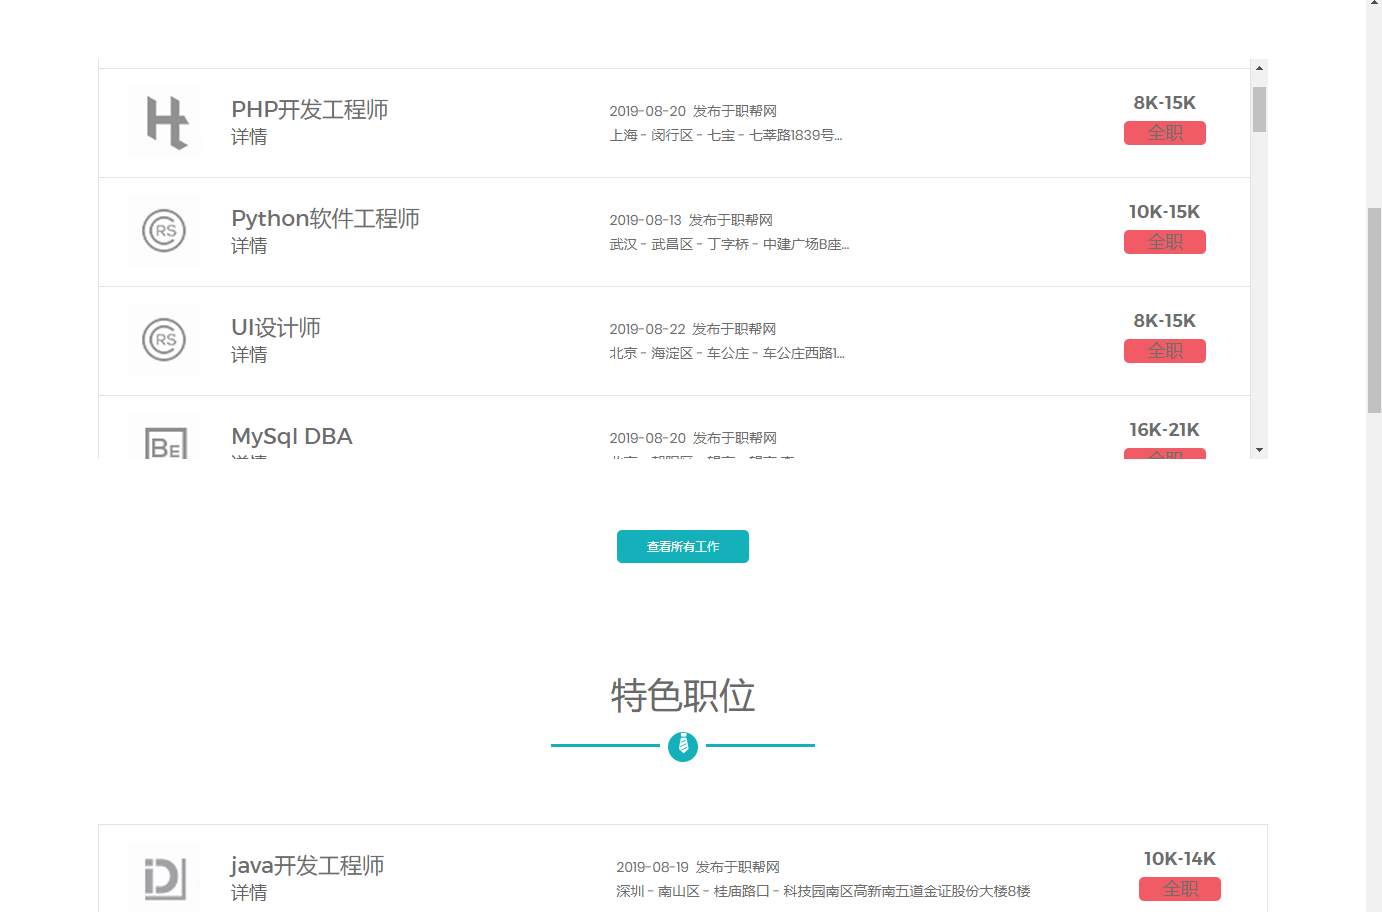 PHP开发工程师
详情
2019-08-20 发布于职帮网
上海 - 闵行区 - 七宝 - 七莘路1839号...
8K-15K
全职
RS
Python软件工程师
详情
2019-08-13 发布于职帮网
武汉 - 武昌区 - 丁字桥 - 中建广场B座...
10K-15K
全职
RS
UI设计师
详情
2019-08-22 发布于职帮网
北京 - 海淀区 - 车公庄 - 车公庄西路1...
8K-15K
全职
BE
MySql DBA
2019-08-20 发布于职帮网
16K-21K
全职
查看所有工作
特色职位
java开发工程师
详情
2019-08-19 发布于职帮网
深圳 - 南山区 - 桂庙路口 - 科技园南区高新南五道金证股份大楼8楼
10K-14K
全职